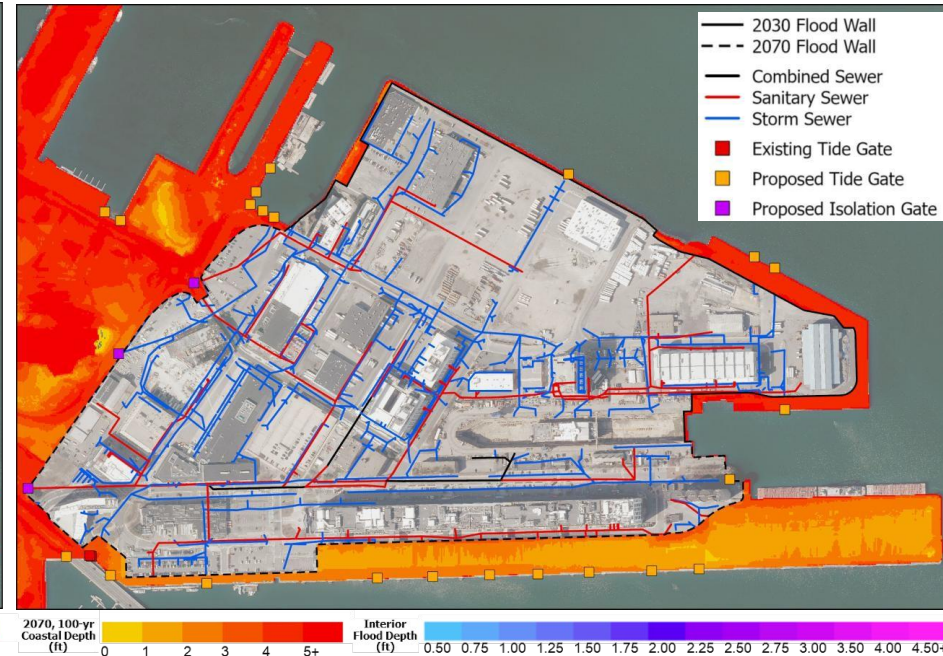 2030 Flood Wall
2070 Flood Wall
Combined Sewer
Sanitary Sewer
Storm Sewer
Existing Tide Gate
Proposed Tide Gate
Proposed Isolation Gate
2070, 100-yr
Coastal Depth
(ft)
0 1 2 3 4 5+
Interior
Flood Depth
(ft)
0.50 0.75 1.00 1.25 1.50 1.75 2.00 2.25 2.50 2.75 3.00 3.50 4.00 4.50+